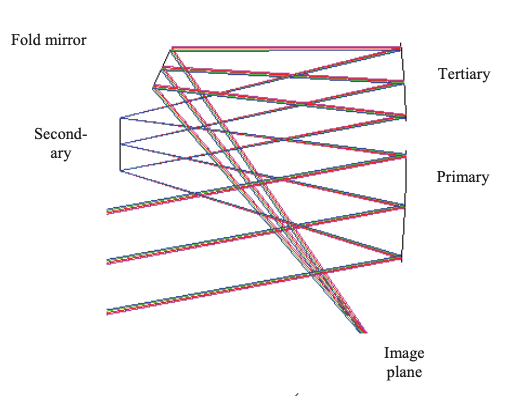 Fold mirror
Tertiary
Second-
ary
Primary
Image
plane